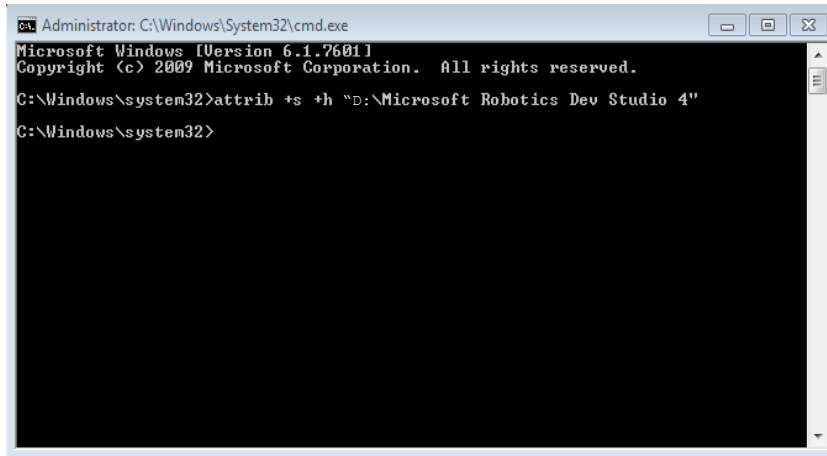 Administrator: C:\Windows\System32\cmd.exe
Microsoft Windows [Version 6.1.7601]
Copyright (c) 2009 Microsoft Corporation.  All rights reserved.
C:\Windows\system32>attrib +s +h “D:\Microsoft Robotics Dev Studio 4"
C:\Windows\system32>